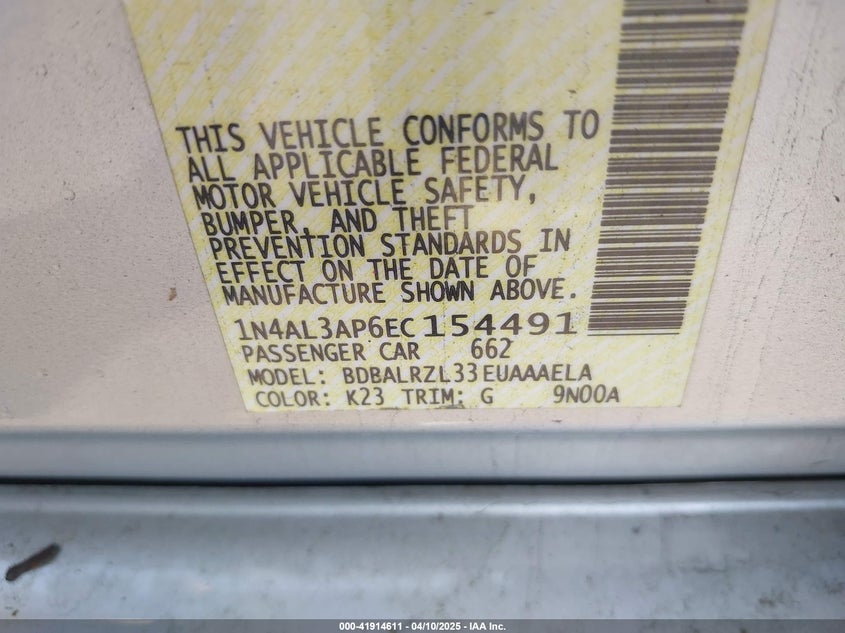 THIS VEHICLE CONFORMS TO
ALL APPLICABLE FEDERAL
MOTOR VEHICLE SAFETY,
BUMPER, AND THEFT
PREVENTION STANDARDS IN
EFFECT ON THE DATE OF
MANUFACTURE SHOWN ABOVE.
1N4AL3AP6EC154491
PASSENGER CAR 662
MODEL: BDBALRZL33EUAAAELA
COLOR: K23 TRIM: G 9N00A
000-41914611 - 04/10/2025 - IAA Inc.